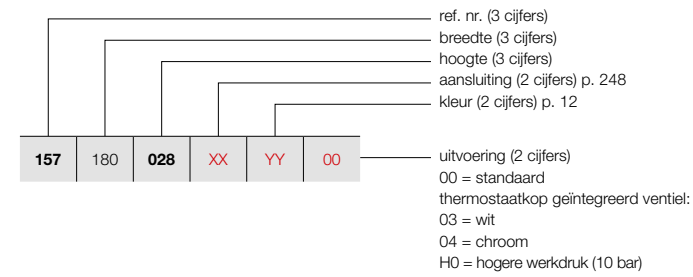 ref. nr. (3 cijfers)
breedte (3 cijfers)
hoogte (3 cijfers)
aansluiting (2 cijfers) p. 248
kleur (2 cijfers) p. 12
157 180 028 XX YY 00
uitvoering (2 cijfers)
00 = standaard
thermostaatkop geïntegreerd ventiel:
03 = wit
04 = chroom
H0 = hogere werkdruk (10 bar)